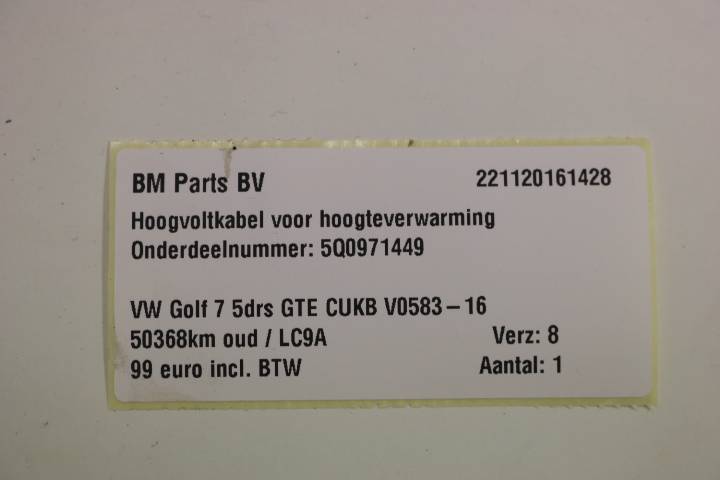 BM Parts BV 221120161428
Hoogvoltkabel voor hoogteverwarming
Onderdeelnummer: 5Q0971449
VW Golf 7 5drs GTE CUKB V0583-16
50368km oud / LC9A Verz: 8
99 euro incl. BTW Aantal: 1